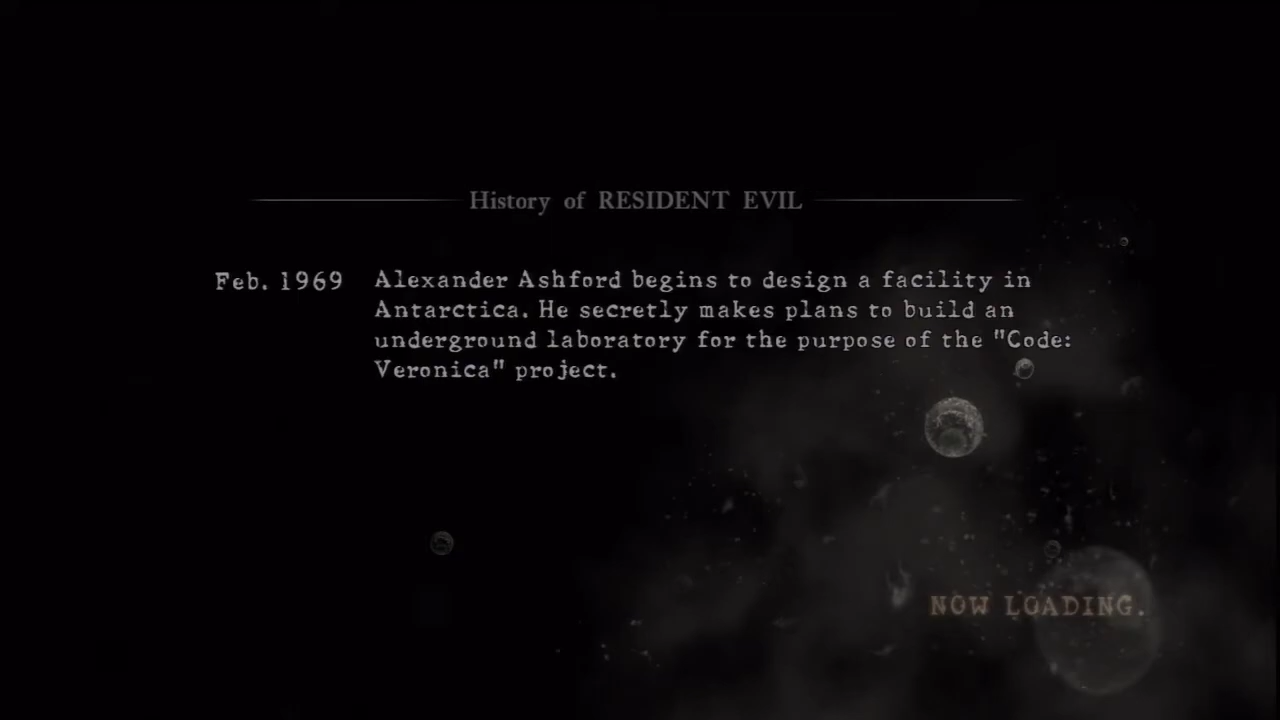 History of RESIDENT EVIL
Feb. 1969 Alexander Ashford begins to design a facility in
Antarctica. He secretly makes plans to build an
underground laboratory for the purpose of the "Code:
Veronica" project.
NOW LOADING.